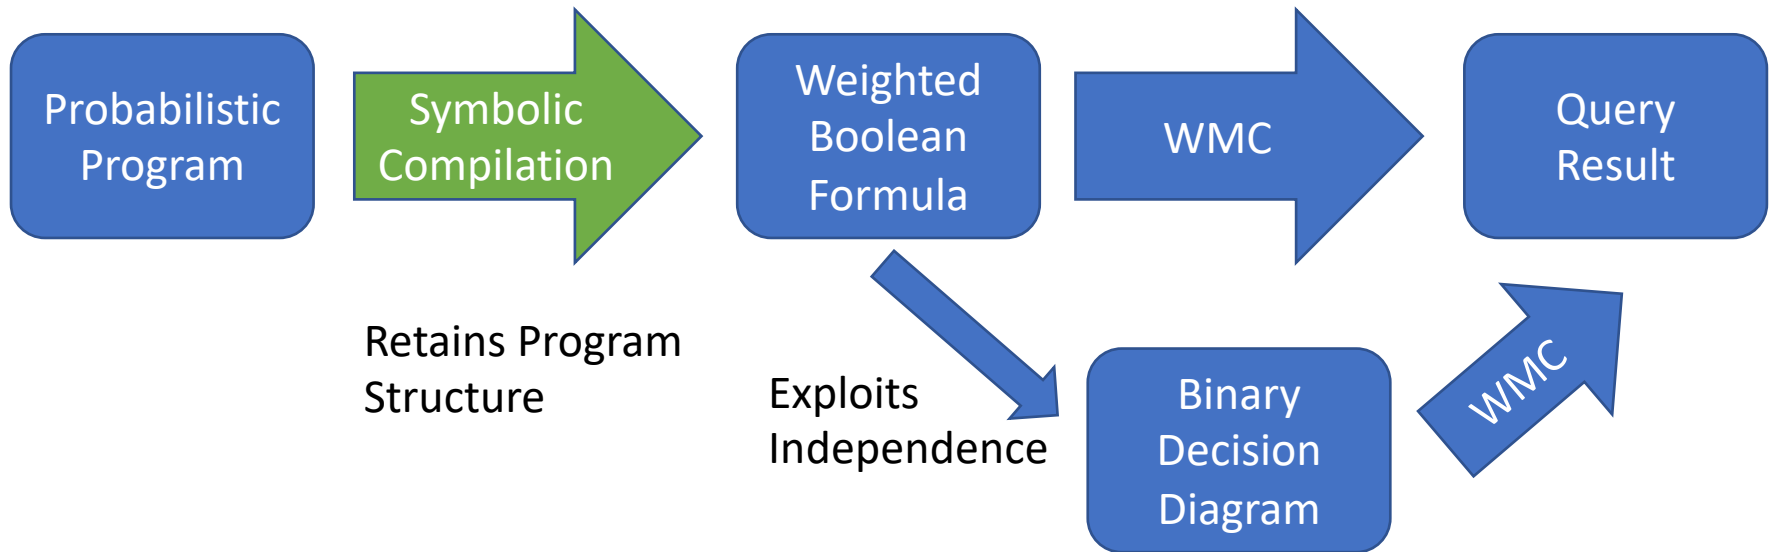 Probabilistic
Program
Symbolic
Compilation
Weighted
Boolean
Formula
WMC
Query
Result
Retains Program
Structure
Exploits
Independence
Binary
Decision
Diagram
WMC